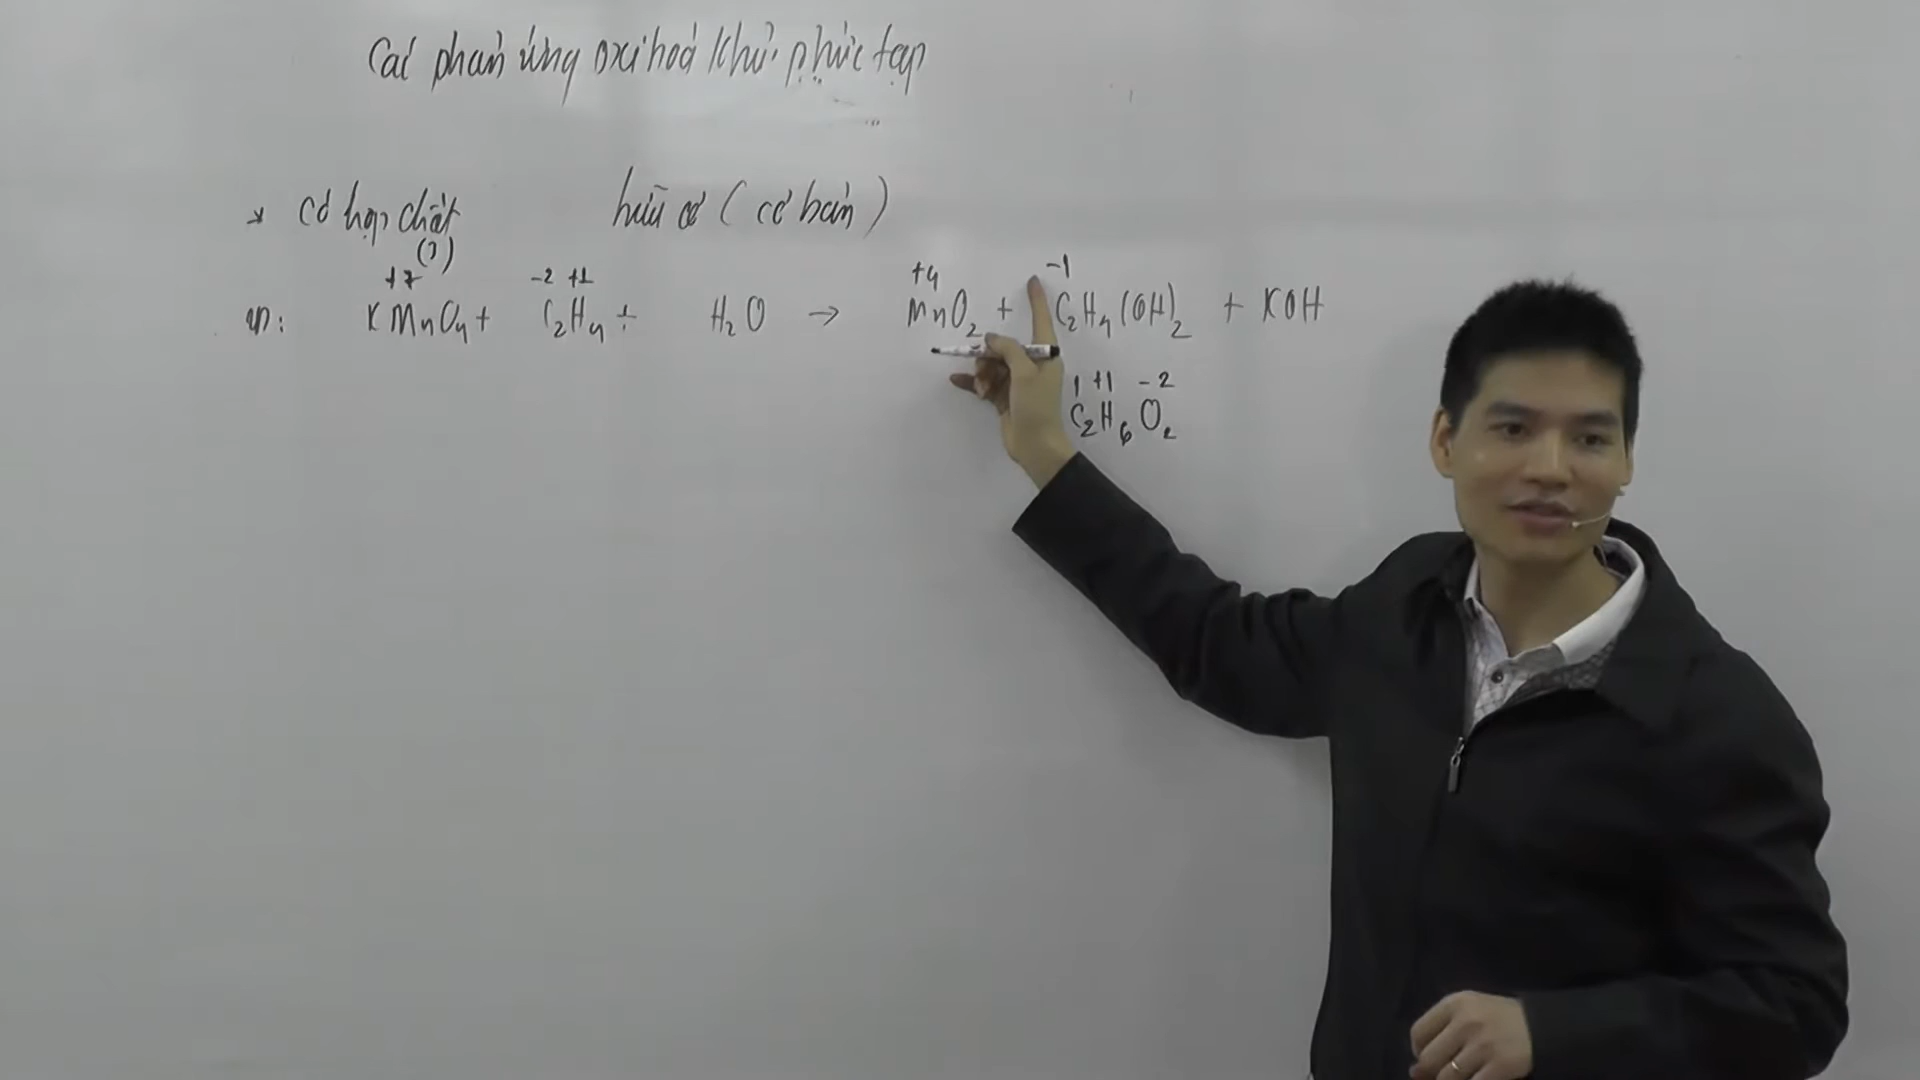 Các phản ứng oxi hoá khử phức tạp
* Có hợp chất hữu cơ (cơ bản)
(?)
+7 -2 +1 +4 -1
KMnO4 + C2H4 + H2O → MnO2 + C2H4(OH)2 + KOH
1 +1 -2
C2H6O2